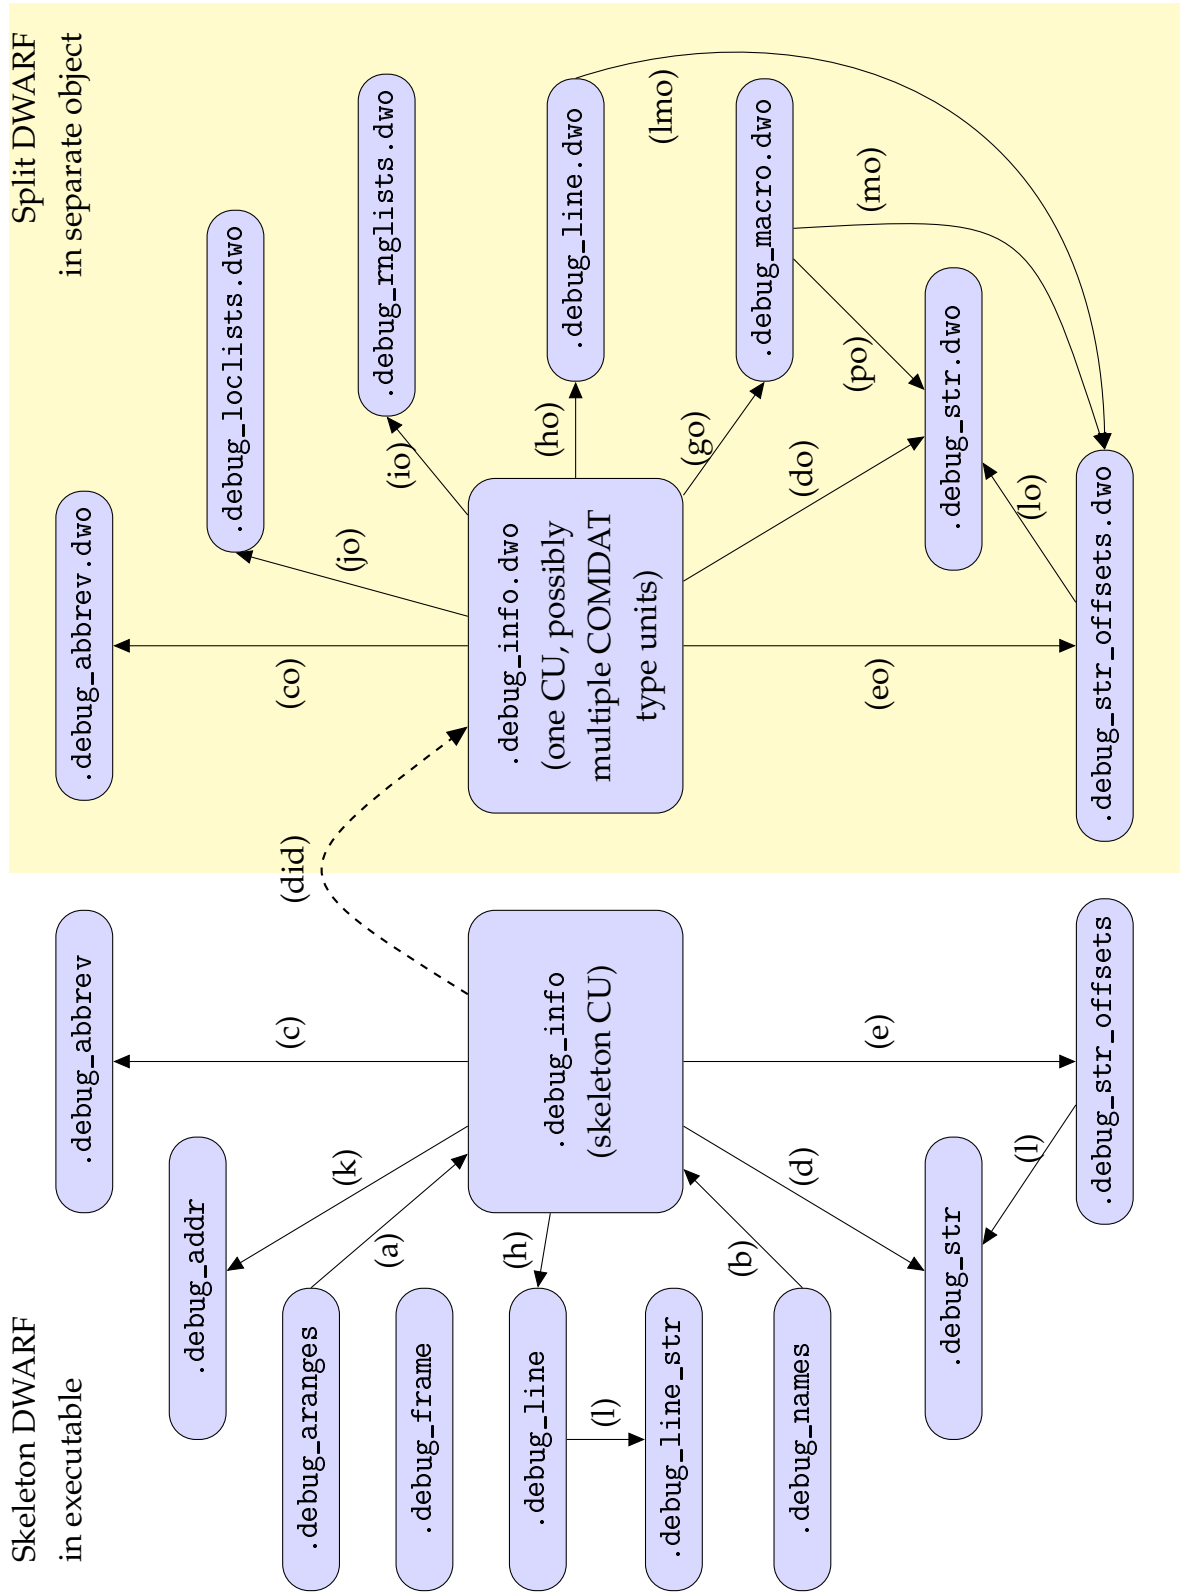 Skeleton DWARF
in executable
Split DWARF
in separate object
.debug_abbrev
.debug_addr
.debug_aranges
.debug_frame
.debug_line
.debug_line_str
.debug_names
.debug_str
.debug_str_offsets
.debug_info
(skeleton CU)
(c)
(k)
(a)
(h)
(l)
(b)
(d)
(e)
(l)
(did)
.debug_abbrev.dwo
.debug_loclists.dwo
.debug_rnglists.dwo
.debug_line.dwo
.debug_macro.dwo
.debug_str.dwo
.debug_str_offsets.dwo
.debug_info.dwo
(one CU, possibly
multiple COMDAT
type units)
(co)
(jo)
(io)
(ho)
(go)
(do)
(eo)
(lo)
(po)
(mo)
(lmo)